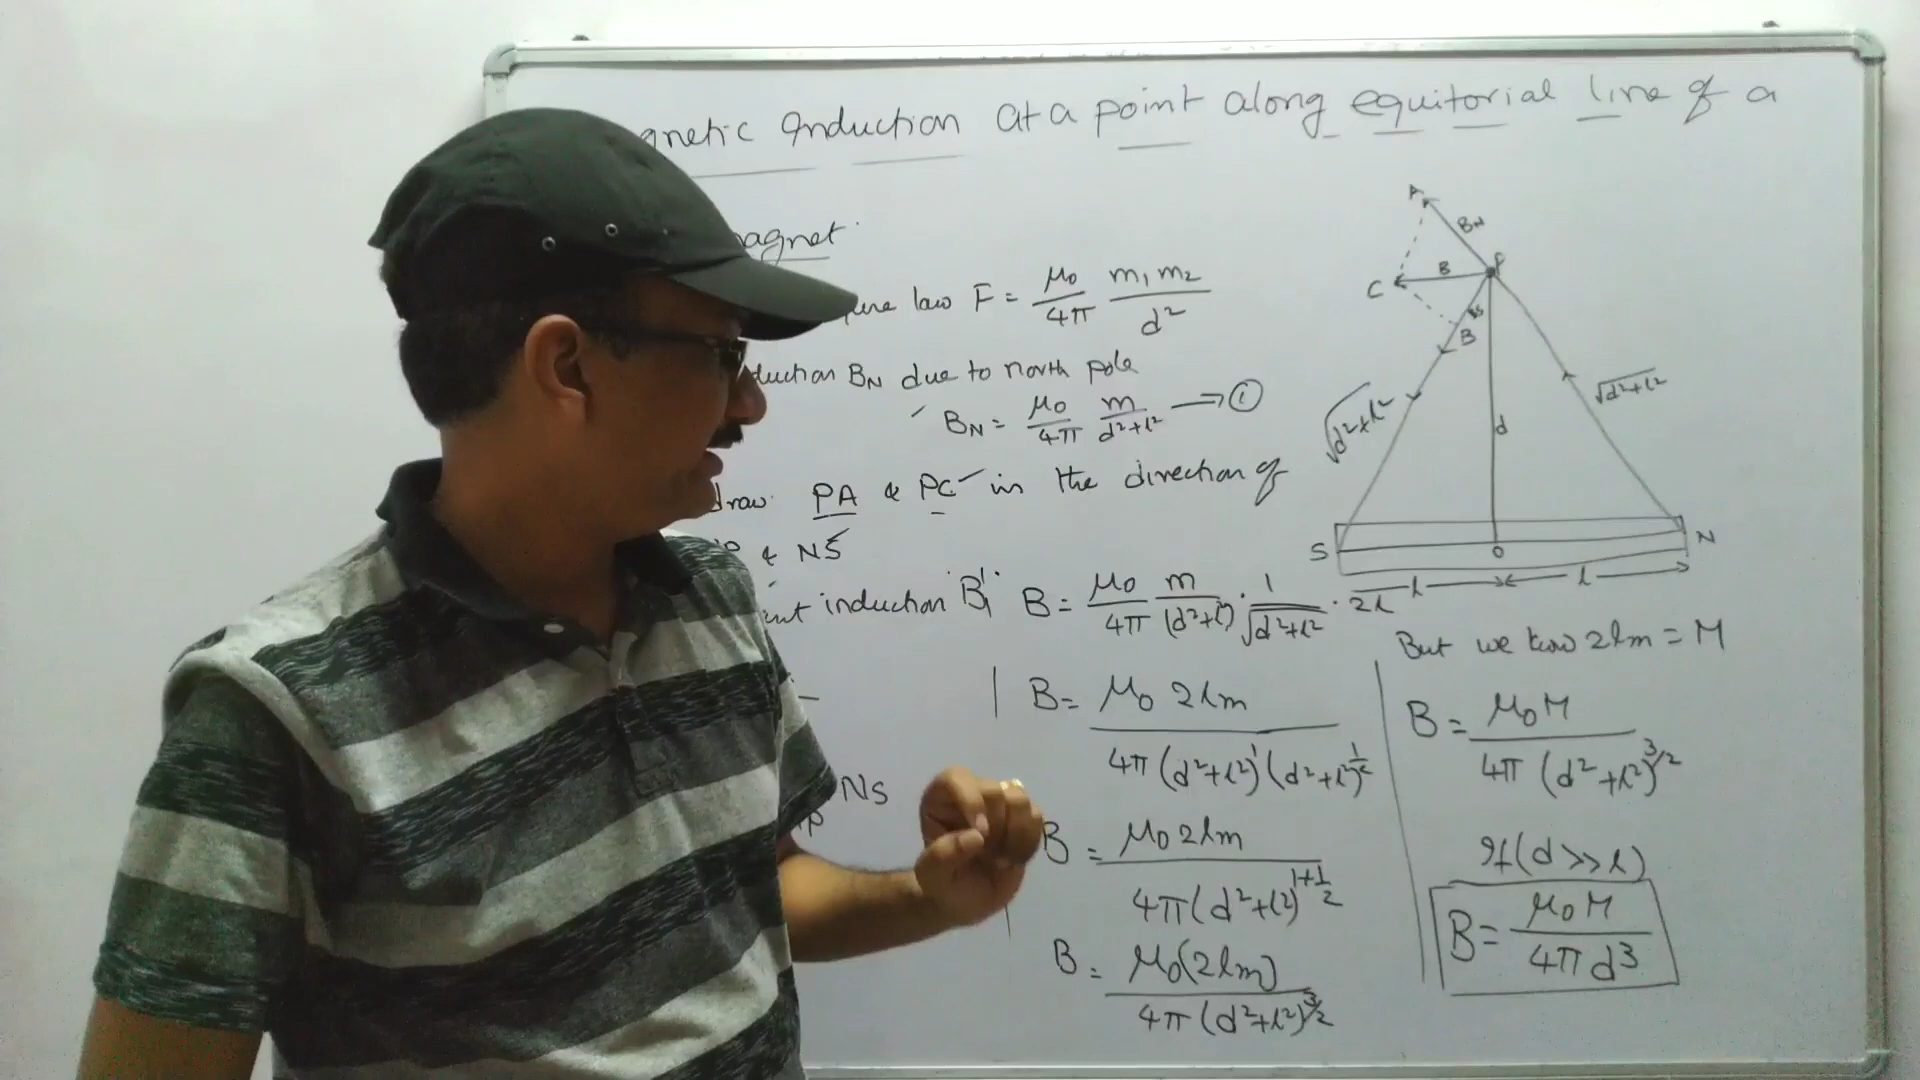 gnetic Induction at a point along equitorial line of a
agnet
law F = μ₀/4π m₁m₂/d²
duction B_N due to north pole
B_N = μ₀/4π m/d²+l² → ①
draw PA & PC in the direction of
& NS
induction B' B = μ₀/4π m/(d²+l²) · 1/√d²+l² · 2l
B = μ₀ 2lm / 4π (d²+l²)¹ (d²+l²)^1/2
NS
B = μ₀ 2lm / 4π (d²+l²)^1+1/2
B = μ₀(2lm) / 4π (d²+l²)^3/2
A
B_N
P
B
C
B_S
B
√d²+l²
√d²+l²
d
S
O
N
l
l
But we know 2lm = M
B = μ₀M / 4π (d²+l²)^3/2
If (d>>l)
B = μ₀M / 4π d³